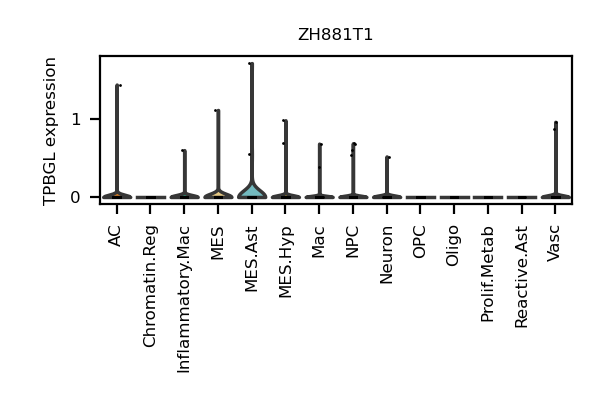 ZH881T1
TPBGL expression
1
0
AC
Chromatin.Reg
Inflammatory.Mac
MES
MES.Ast
MES.Hyp
Mac
NPC
Neuron
OPC
Oligo
Prolif.Metab
Reactive.Ast
Vasc